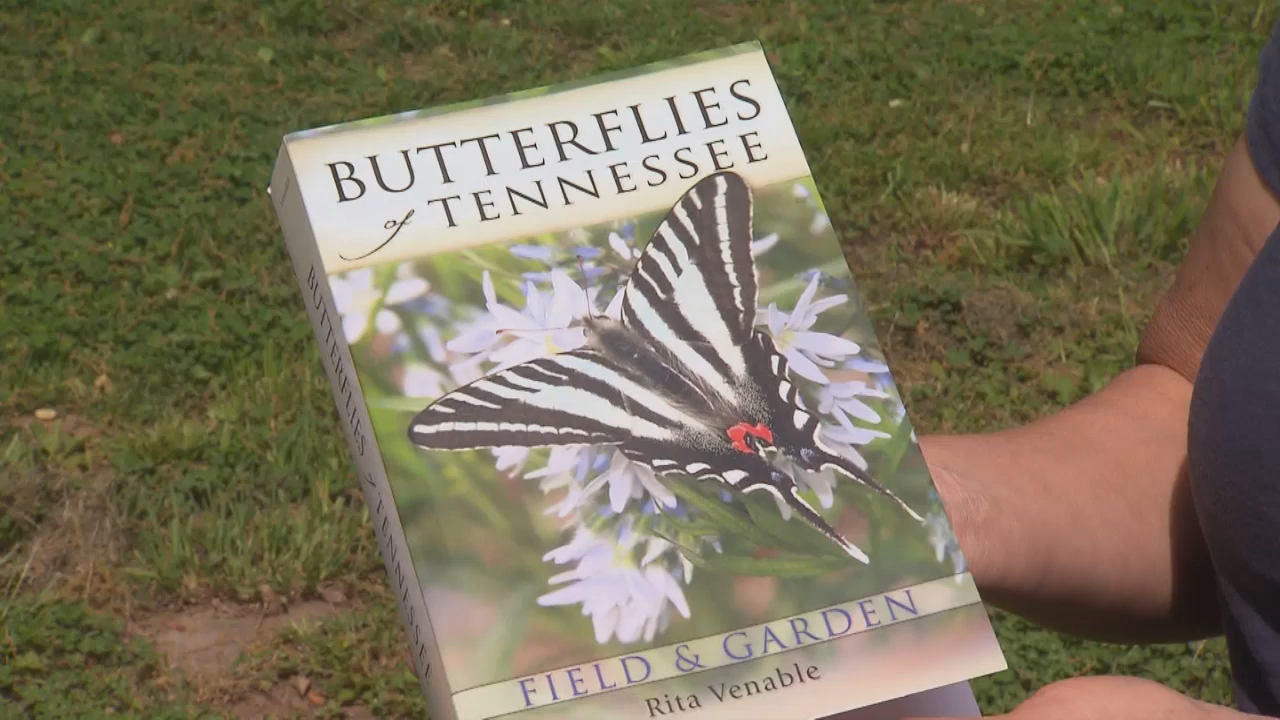 BUTTERFLIES
of TENNESSEE
FIELD & GARDEN
Rita Venable
BUTTERFLIES of TENNESSEE